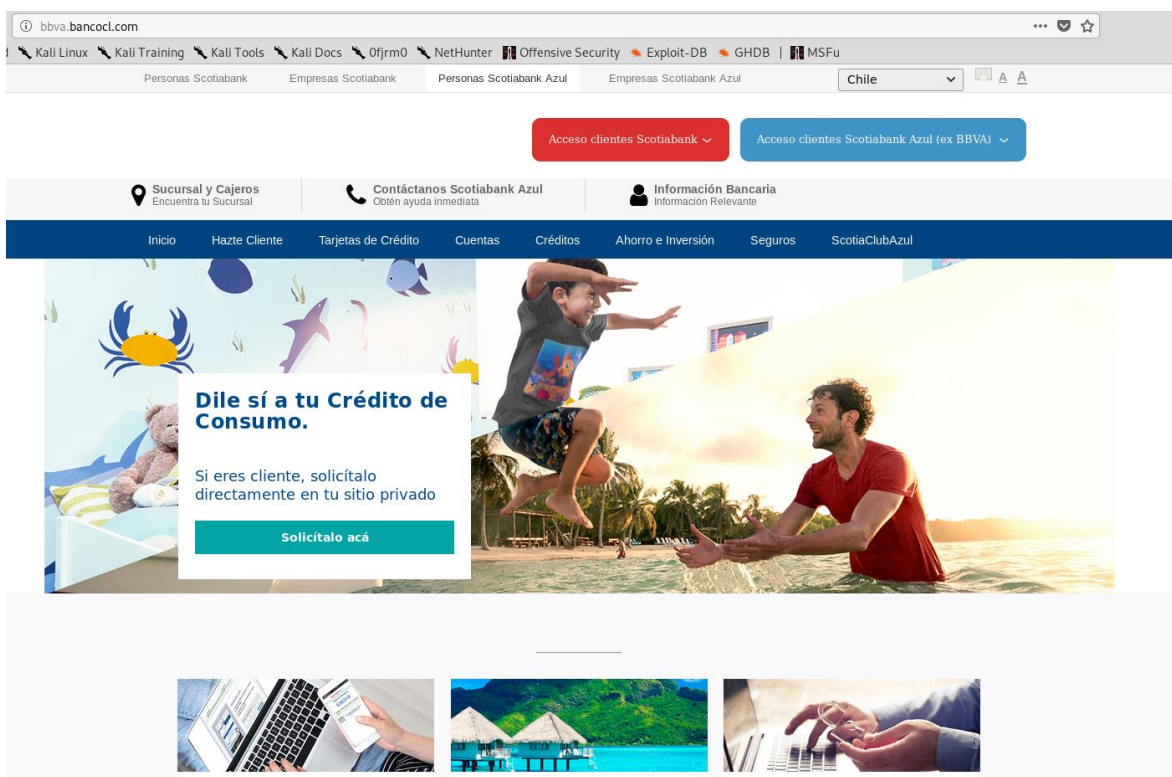 bbva.bancocl.com
Kali Linux Kali Training Kali Tools Kali Docs 0fjrm0 NetHunter Offensive Security Exploit-DB GHDB | MSFu
Personas Scotiabank Empresas Scotiabank Personas Scotiabank Azul Empresas Scotiabank Azul Chile A A
Acceso clientes Scotiabank Acceso clientes Scotiabank Azul (ex BBVA)
Sucursal y Cajeros Contáctanos Scotiabank Azul Información Bancaria
Encuentra tu Sucursal Obtén ayuda inmediata Información Relevante
Inicio Hazte Cliente Tarjetas de Crédito Cuentas Créditos Ahorro e Inversión Seguros ScotiaClubAzul
Dile sí a tu Crédito de
Consumo.
Si eres cliente, solicítalo
directamente en tu sitio privado
Solicítalo acá